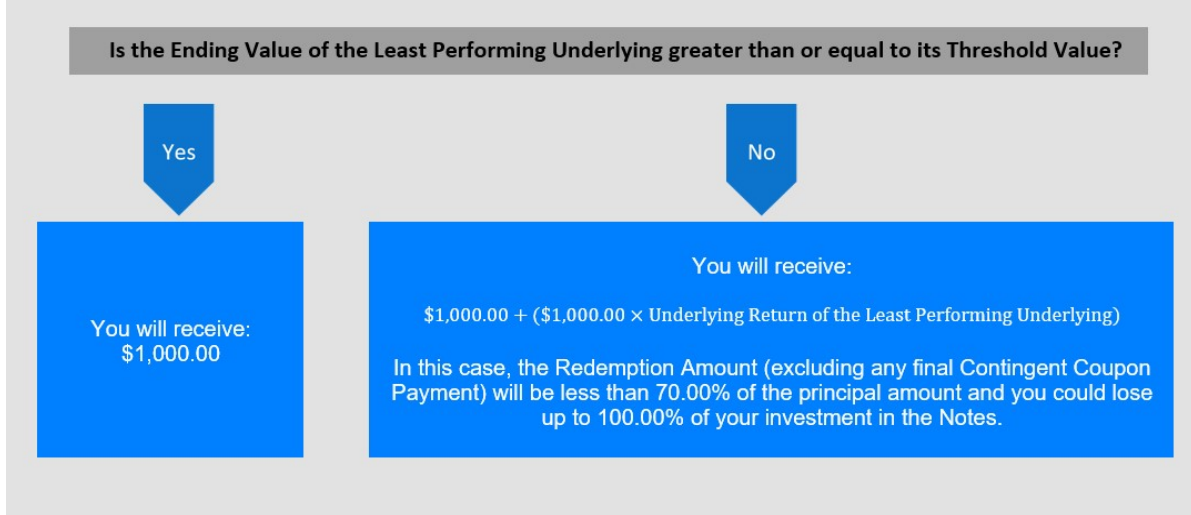 Is the Ending Value of the Least Performing Underlying greater than or equal to its Threshold Value?
Yes
No
You will receive:
$1,000.00
You will receive:
$1,000.00 + ($1,000.00 × Underlying Return of the Least Performing Underlying)
In this case, the Redemption Amount (excluding any final Contingent Coupon
Payment) will be less than 70.00% of the principal amount and you could lose
up to 100.00% of your investment in the Notes.